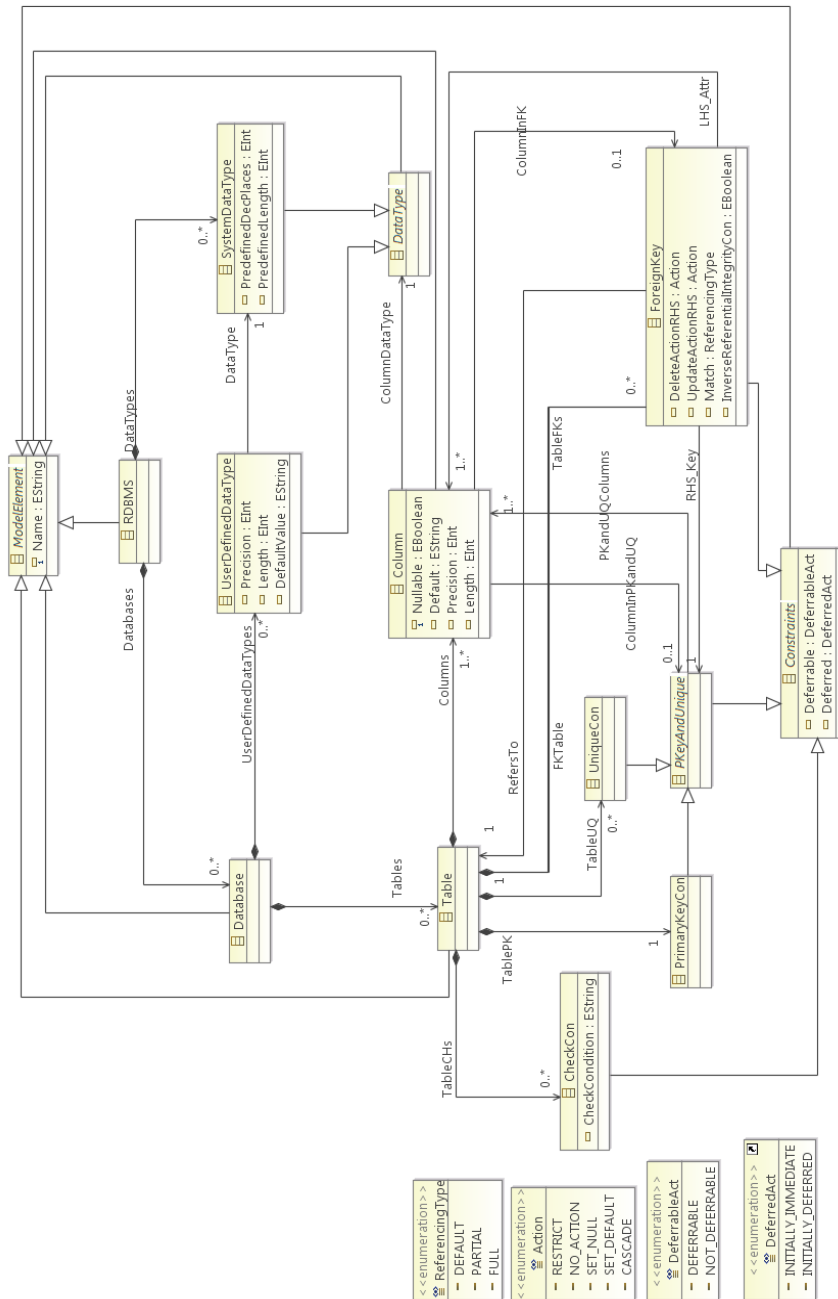 ModelElement
Name : EString
RDBMS
DataTypes
Databases
0..*
SystemDataType
PredefinedDecPlaces : EInt
PredefinedLength : EInt
DataType
1
UserDefinedDataType
Precision : EInt
Length : EInt
DefaultValue : EString
0..*
UserDefinedDataTypes
0..*
Database
DataType
ColumnDataType
1
Tables
0..*
Table
Columns
1..*
Column
Nullable : EBoolean
Default : EString
Precision : EInt
Length : EInt
1..*
1..*
LHS_Attr
ColumnInFK
0..1
ForeignKey
DeleteActionRHS : Action
UpdateActionRHS : Action
Match : ReferencingType
InverseReferentialIntegrityCon : EBoolean
0..*
TableFKs
FKTable
1
RefersTo
1
RHS_Key
1
PKandUQColumns
ColumnInPKandUQ
0..1
PKeyAndUnique
UniqueCon
TableUQ
0..*
TablePK
1
PrimaryKeyCon
TableCHs
0..*
CheckCon
CheckCondition : EString
Constraints
Deferrable : DeferrableAct
Deferred : DeferredAct
<<enumeration>>
ReferencingType
DEFAULT
PARTIAL
FULL
<<enumeration>>
Action
RESTRICT
NO_ACTION
SET_NULL
SET_DEFAULT
CASCADE
<<enumeration>>
DeferrableAct
DEFERRABLE
NOT_DEFERRABLE
<<enumeration>>
DeferredAct
INITIALLY_IMMEDIATE
INITIALLY_DEFERRED